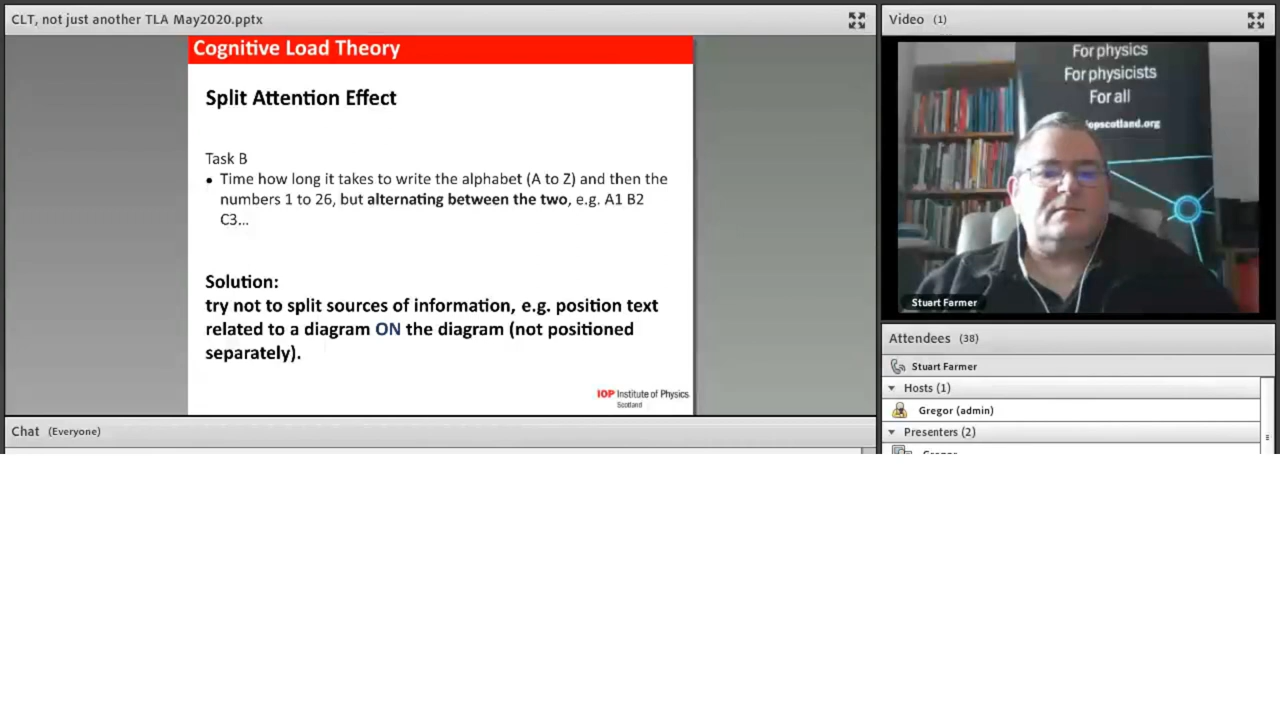 CLT, not just another TLA May2020.pptx
Cognitive Load Theory
Split Attention Effect
Task B
• Time how long it takes to write the alphabet (A to Z) and then the
numbers 1 to 26, but alternating between the two, e.g. A1 B2
C3...
Solution:
try not to split sources of information, e.g. position text
related to a diagram ON the diagram (not positioned
separately).
IOP Institute of Physics
Scotland
Chat (Everyone)
Video (1)
For physics
For physicists
For all
iopscotland.org
Stuart Farmer
Attendees (38)
Stuart Farmer
Hosts (1)
Gregor (admin)
Presenters (2)
Gregor